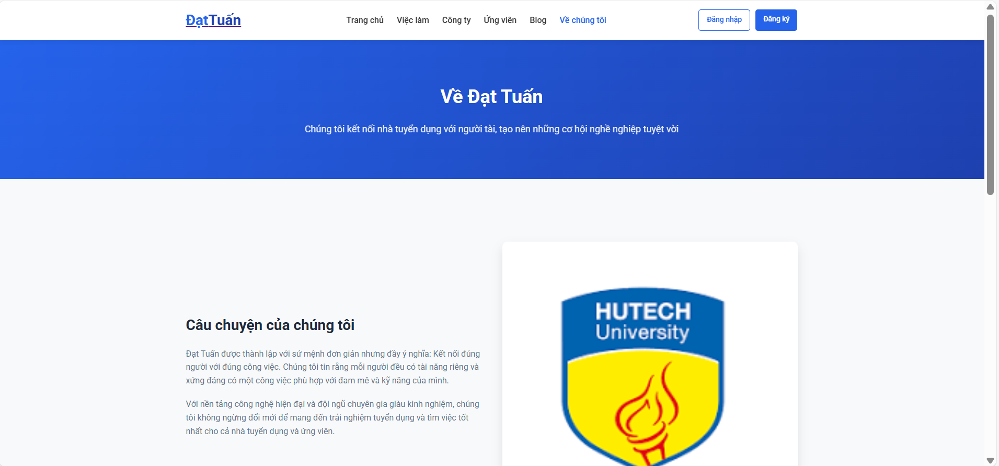 ĐạtTuấn
Trang chủ
Việc làm
Công ty
Ứng viên
Blog
Về chúng tôi
Đăng nhập
Đăng ký
Về Đạt Tuấn
Chúng tôi kết nối nhà tuyển dụng với người tài, tạo nên những cơ hội nghề nghiệp tuyệt vời
Câu chuyện của chúng tôi
Đạt Tuấn được thành lập với sứ mệnh đơn giản nhưng đầy ý nghĩa: Kết nối đúng
người với đúng công việc. Chúng tôi tin rằng mỗi người đều có tài năng riêng và
xứng đáng có một công việc phù hợp với đam mê và kỹ năng của mình.
Với nền tảng công nghệ hiện đại và đội ngũ chuyên gia giàu kinh nghiệm, chúng
tôi không ngừng đổi mới để mang đến trải nghiệm tuyển dụng và tìm việc tốt
nhất cho cả nhà tuyển dụng và ứng viên.
HUTECH
University